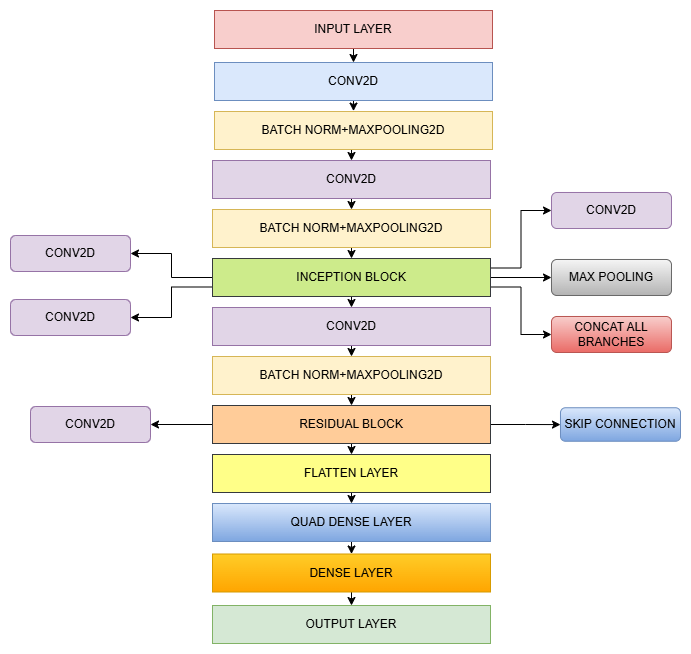 INPUT LAYER
CONV2D
BATCH NORM+MAXPOOLING2D
CONV2D
CONV2D
BATCH NORM+MAXPOOLING2D
CONV2D
INCEPTION BLOCK
MAX POOLING
CONV2D
CONV2D
CONCAT ALL
BRANCHES
BATCH NORM+MAXPOOLING2D
CONV2D
RESIDUAL BLOCK
SKIP CONNECTION
FLATTEN LAYER
QUAD DENSE LAYER
DENSE LAYER
OUTPUT LAYER